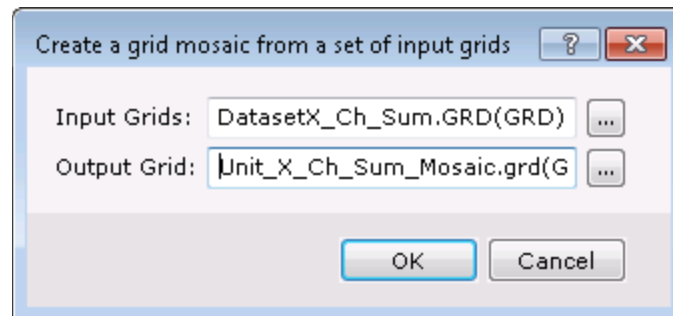 Create a grid mosaic from a set of input grids ?
Input Grids: DatasetX_Ch_Sum.GRD(GRD) ...
Output Grid: Unit_X_Ch_Sum_Mosaic.grd(G ...
OK Cancel